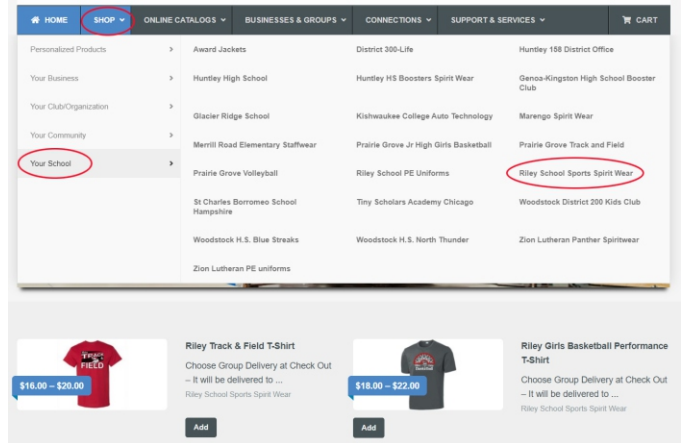 HOME SHOP ONLINE CATALOGS BUSINESSES & GROUPS CONNECTIONS SUPPORT & SERVICES CART
Personalized Products
Your Business
Your Club/Organization
Your Community
Your School
Award Jackets District 300-Life Huntley 158 District Office
Huntley High School Huntley HS Boosters Spirit Wear Genoa-Kingston High School Booster
Club
Glacier Ridge School Kishwaukee College Auto Technology Marengo Spirit Wear
Merrill Road Elementary Staffwear Prairie Grove Jr High Girls Basketball Prairie Grove Track and Field
Prairie Grove Volleyball Riley School PE Uniforms Riley School Sports Spirit Wear
St Charles Borromeo School
Hampshire
Tiny Scholars Academy Chicago Woodstock District 200 Kids Club
Woodstock H.S. Blue Streaks Woodstock H.S. North Thunder Zion Lutheran Panther Spiritwear
Zion Lutheran PE uniforms
TRACK
FIELD
$16.00 – $20.00
Riley Track & Field T-Shirt
Choose Group Delivery at Check Out
– It will be delivered to ...
Riley School Sports Spirit Wear
Add
$18.00 – $22.00
Riley Girls Basketball Performance
T-Shirt
Choose Group Delivery at Check Out
– It will be delivered to ...
Riley School Sports Spirit Wear
Add